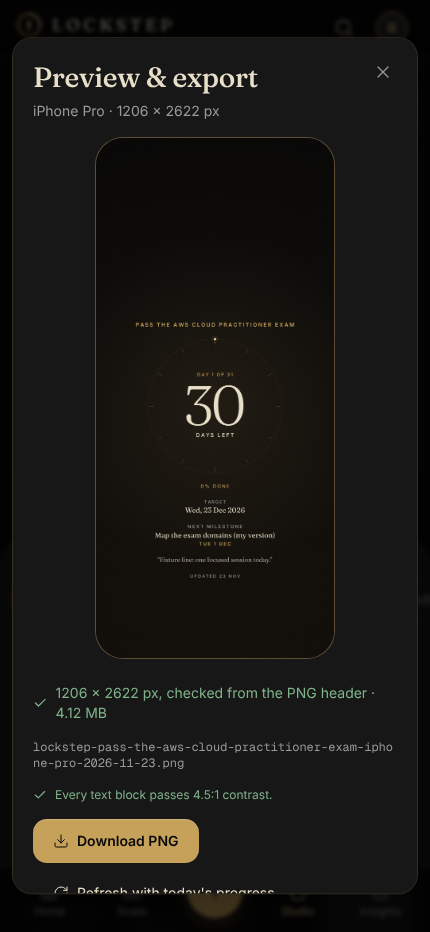 LOCKSTEP
Preview & export
iPhone Pro · 1206 × 2622 px
PASS THE AWS CLOUD PRACTITIONER EXAM
DAY 1 OF 31
30
DAYS LEFT
0% DONE
TARGET
Wed, 23 Dec 2026
NEXT MILESTONE
Map the exam domains (my version)
TUE 1 DEC
"Fixture line: one focused session today."
UPDATED 23 NOV
1206 × 2622 px, checked from the PNG header ·
4.12 MB
lockstep-pass-the-aws-cloud-practitioner-exam-ipho
ne-pro-2026-11-23.png
Every text block passes 4.5:1 contrast.
Download PNG
Refresh with today's progress